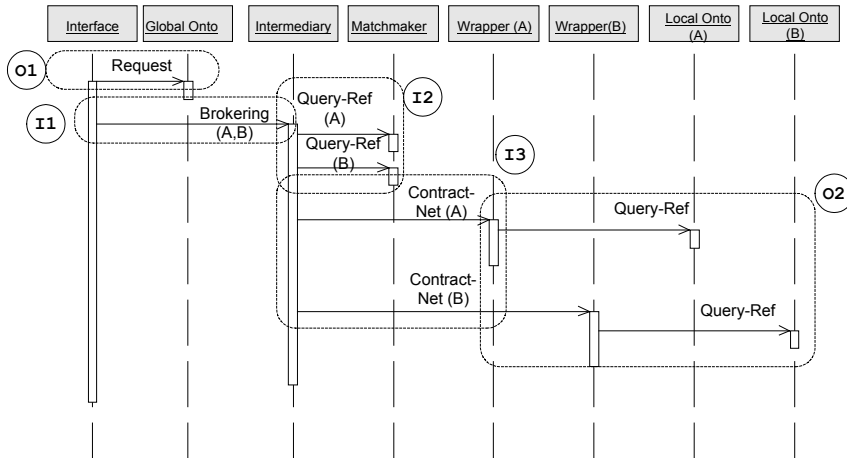 Interface
Global Onto
Intermediary
Matchmaker
Wrapper (A)
Wrapper(B)
Local Onto
(A)
Local Onto
(B)
O1
Request
I1
Brokering
(A,B)
Query-Ref
(A)
I2
Query-Ref
(B)
I3
Contract-
Net (A)
Query-Ref
O2
Contract-
Net (B)
Query-Ref